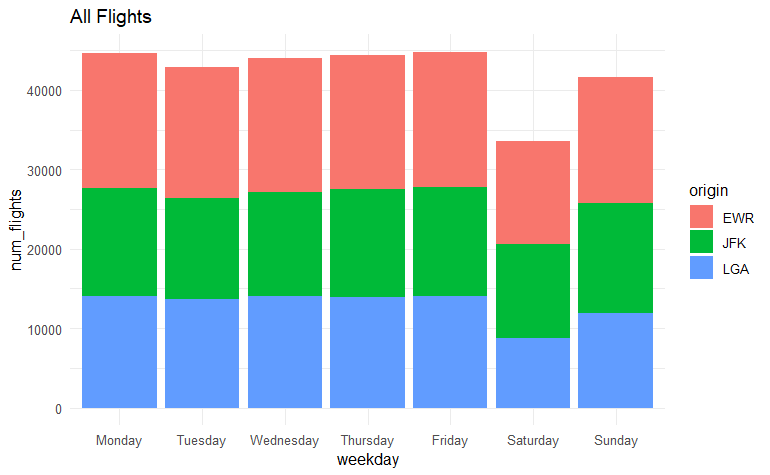 All Flights
num_flights
40000
30000
20000
10000
0
Monday Tuesday Wednesday Thursday Friday Saturday Sunday
weekday
origin
EWR
JFK
LGA